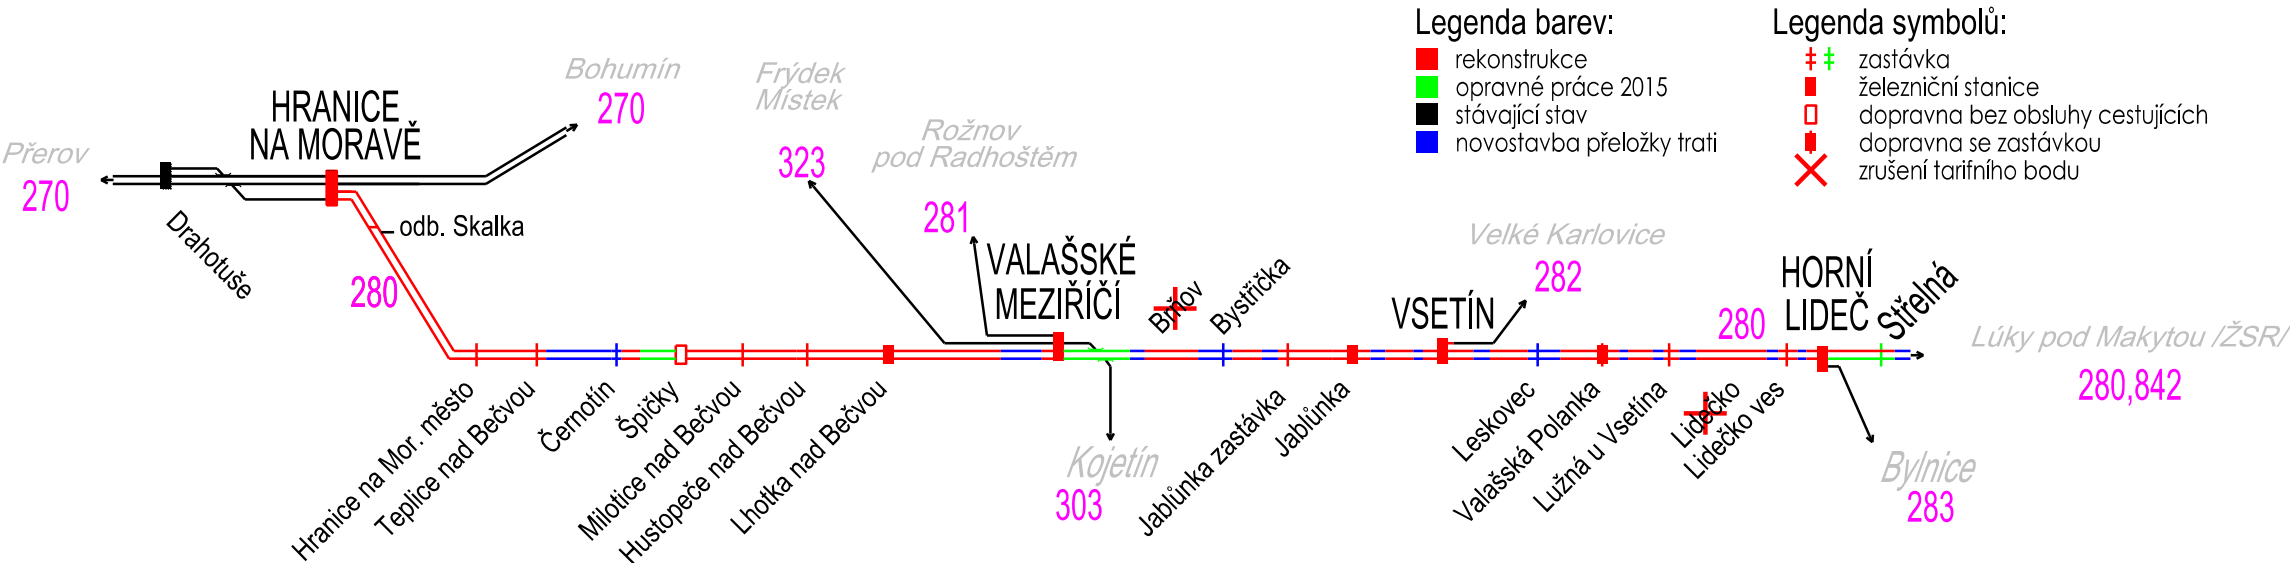 Legenda barev:
rekonstrukce
opravné práce 2015
stávající stav
novostavba přeložky trati
Legenda symbolů:
zastávka
železniční stanice
dopravna bez obsluhy cestujících
dopravna se zastávkou
zrušení tarifního bodu
Přerov
270
HRANICE
NA MORAVĚ
Bohumín
270
Frýdek
Místek
323
Rožnov
pod Radhoštěm
281
Drahotuše
odb. Skalka
280
VALAŠSKÉ
MEZIŘÍČÍ
Brňov
Bystřička
VSETÍN
Velké Karlovice
282
280
HORNÍ
LIDEČ
Střelná
Lúky pod Makytou /ŽSR/
280,842
Hranice na Mor. město
Teplice nad Bečvou
Černotín
Špičky
Milotice nad Bečvou
Hustopeče nad Bečvou
Lhotka nad Bečvou
Kojetín
303
Jablůnka zastávka
Jablůnka
Leskovec
Valašská Polanka
Lužná u Vsetína
Lidečko
Lidečko ves
Bylnice
283